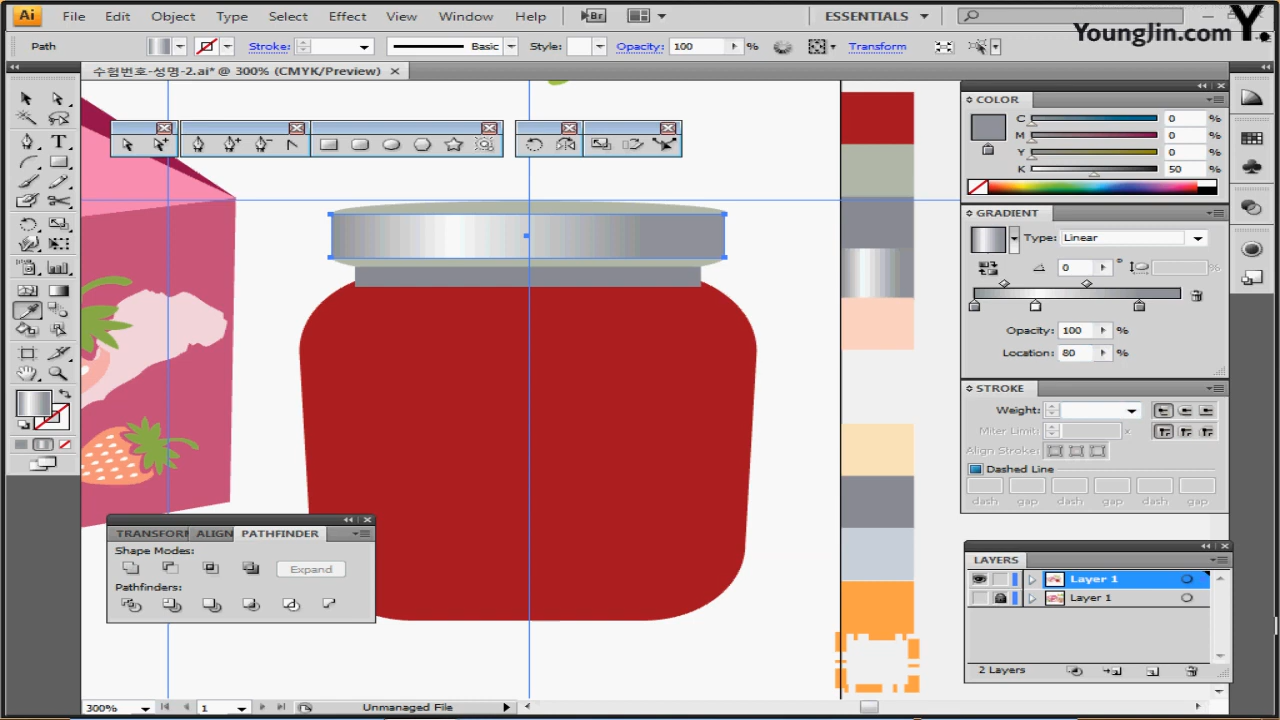 Ai File Edit Object Type Select Effect View Window Help Br ESSENTIALS
YoungJin.com Y.
Path Stroke: Basic Style: Opacity: 100 % Transform
수험번호-성명-2.ai* @ 300% (CMYK/Preview)
COLOR
C 0 %
M 0 %
Y 0 %
K 50 %
GRADIENT
Type: Linear
0 ° %
Opacity: 100 %
Location: 80 %
STROKE
Weight:
Miter Limit: x
Align Stroke:
Dashed Line
dash gap dash gap dash gap
TRANSFORM ALIGN PATHFINDER
Shape Modes:
Expand
Pathfinders:
LAYERS
Layer 1
Layer 1
2 Layers
300% 1 Unmanaged File